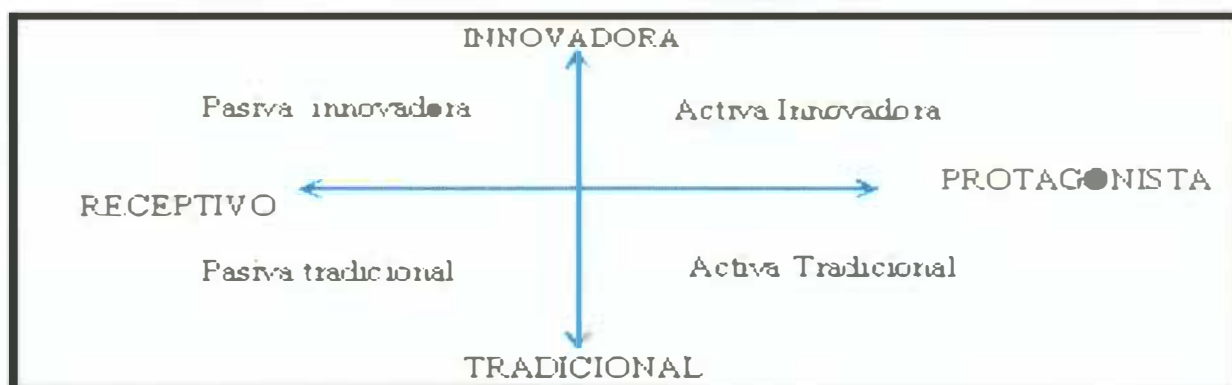 INNOVADORA
Pasiva innovadora
Activa Innovadora
RECEPTIVO
PROTAGONISTA
Pasiva tradicional
Activa Tradicional
TRADICIONAL